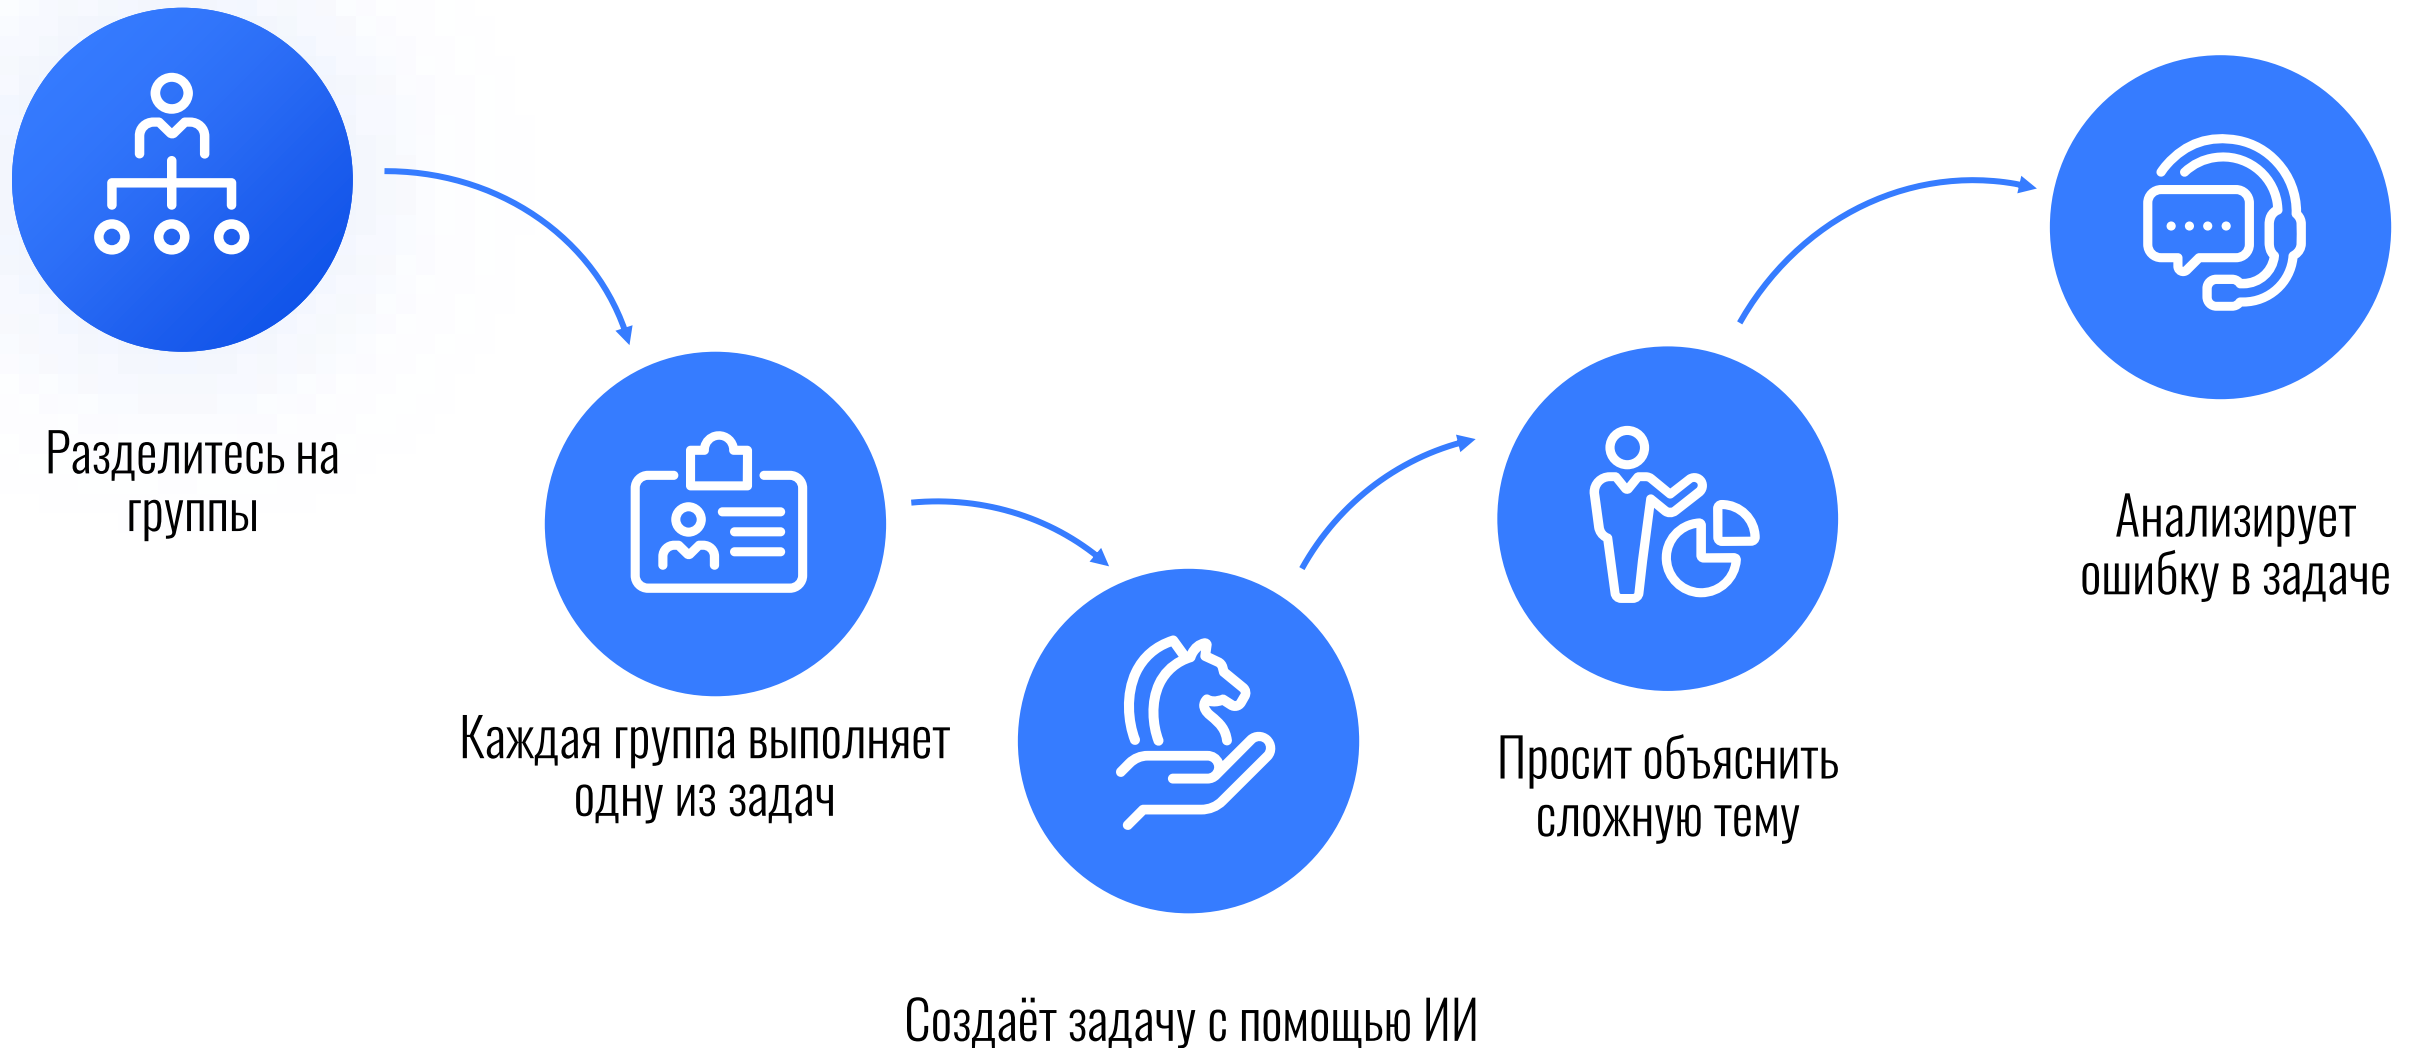 Разделитесь на
группы
Каждая группа выполняет
одну из задач
Создаёт задачу с помощью ИИ
Просит объяснить
сложную тему
Анализирует
ошибку в задаче